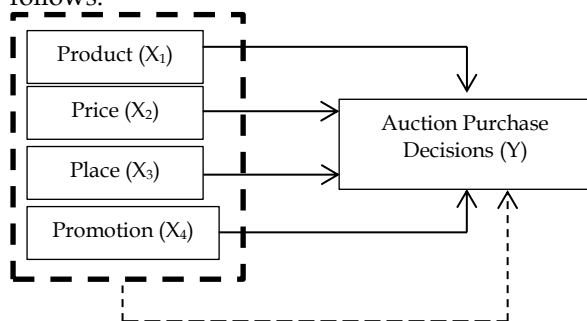 follows:
Product (X₁)
Price (X₂)
Place (X₃)
Promotion (X₄)
Auction Purchase
Decisions (Y)